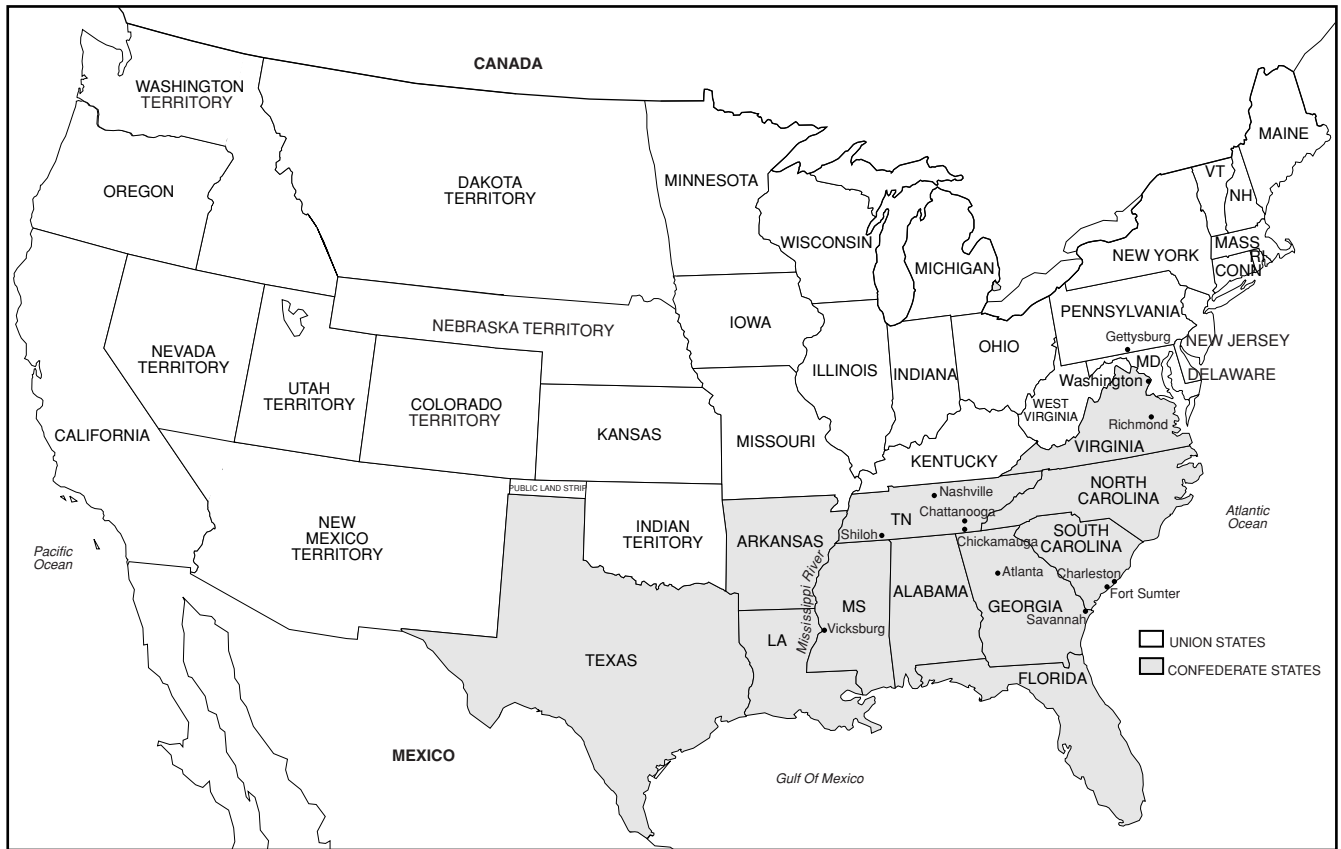 CANADA
WASHINGTON
TERRITORY
OREGON
DAKOTA
TERRITORY
MINNESOTA
WISCONSIN
MICHIGAN
MAINE
VT
NH
NEW YORK
MASS
RI
CONN
PENNSYLVANIA
Gettysburg
NEW JERSEY
MD
DELAWARE
Washington
NEBRASKA TERRITORY
IOWA
NEVADA
TERRITORY
UTAH
TERRITORY
COLORADO
TERRITORY
ILLINOIS
INDIANA
OHIO
WEST
VIRGINIA
Richmond
VIRGINIA
CALIFORNIA
KANSAS
MISSOURI
KENTUCKY
PUBLIC LAND STRIP
NEW
MEXICO
TERRITORY
INDIAN
TERITORY
ARKANSAS
TN
Nashville
Chattanooga
Shiloh
Chickamauga
NORTH
CAROLINA
SOUTH
CAROLINA
Atlantic
Ocean
Pacific
Ocean
Mississippi River
MS
ALABAMA
Atlanta
GEORGIA
Charleston
Fort Sumter
Savannah
Vicksburg
LA
TEXAS
FLORIDA
UNION STATES
CONFEDERATE STATES
MEXICO
Gulf Of Mexico